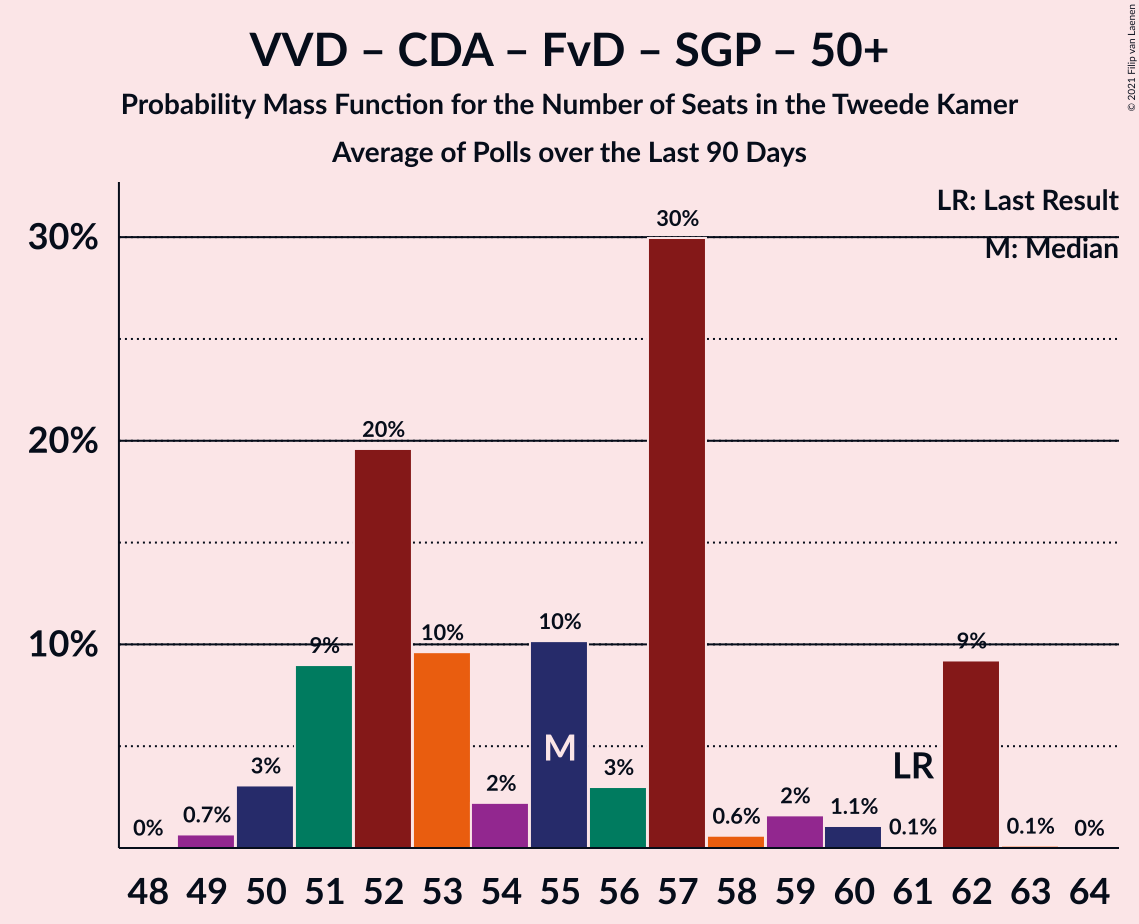 VVD – CDA – FvD – SGP – 50+
Probability Mass Function for the Number of Seats in the Tweede Kamer
Average of Polls over the Last 90 Days
© 2021 Filip van Laenen
LR: Last Result
M: Median
30%
20%
10%
0%
0.7%
3%
9%
20%
10%
2%
10%
3%
30%
0.6%
2%
1.1%
0.1%
9%
0.1%
0%
M
LR
48 49 50 51 52 53 54 55 56 57 58 59 60 61 62 63 64